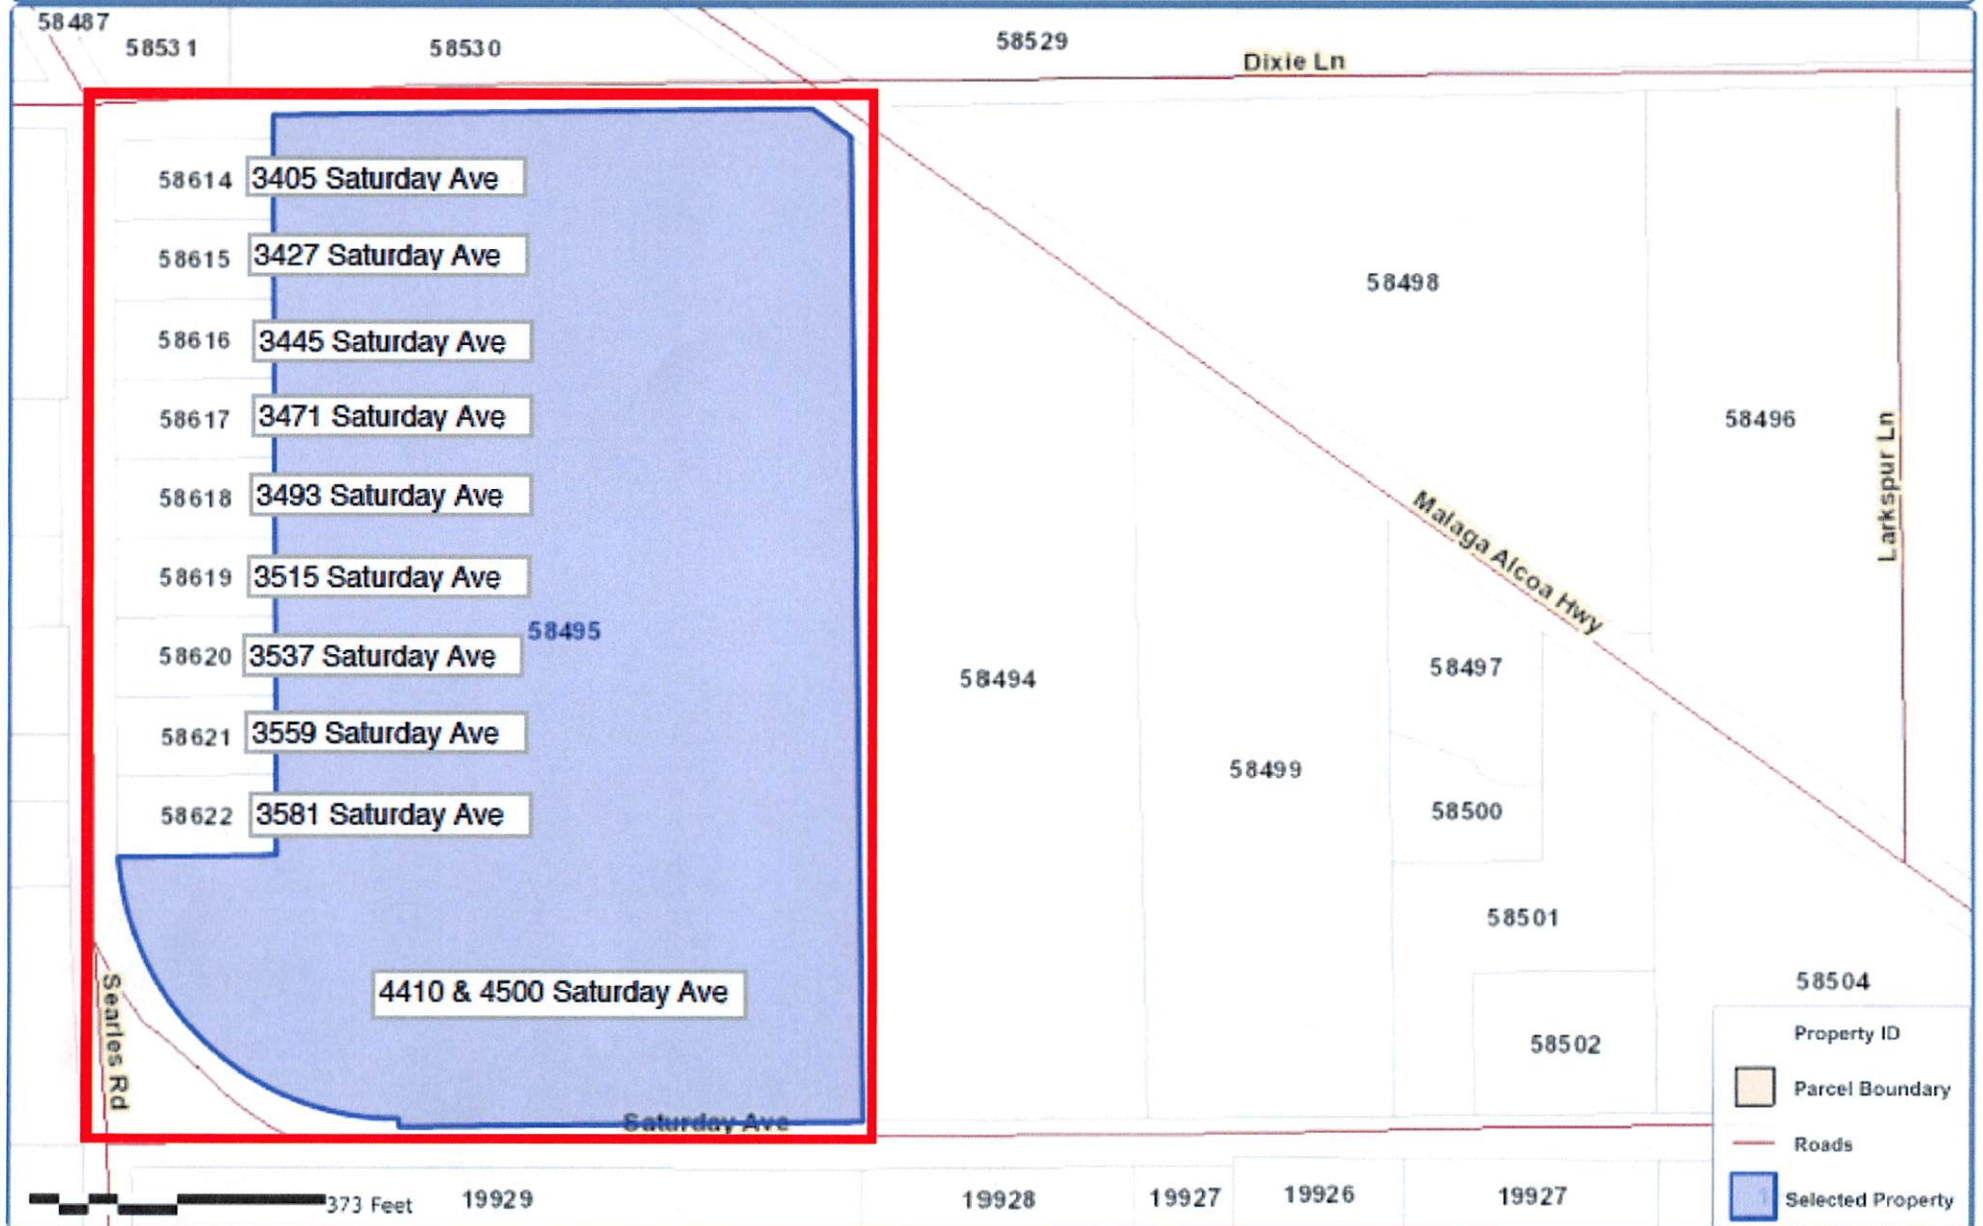 58487
58531
58530
58529
Dixie Ln
58614 3405 Saturday Ave
58615 3427 Saturday Ave
58616 3445 Saturday Ave
58617 3471 Saturday Ave
58618 3493 Saturday Ave
58619 3515 Saturday Ave
58620 3537 Saturday Ave
58621 3559 Saturday Ave
58622 3581 Saturday Ave
58495
4410 & 4500 Saturday Ave
Searles Rd
Saturday Ave
58498
58496
Larkspur Ln
Malaga Alcoa Hwy
58494
58497
58499
58500
58501
58504
58502
Property ID
Parcel Boundary
Roads
Selected Property
373 Feet
19929
19928
19927
19926
19927